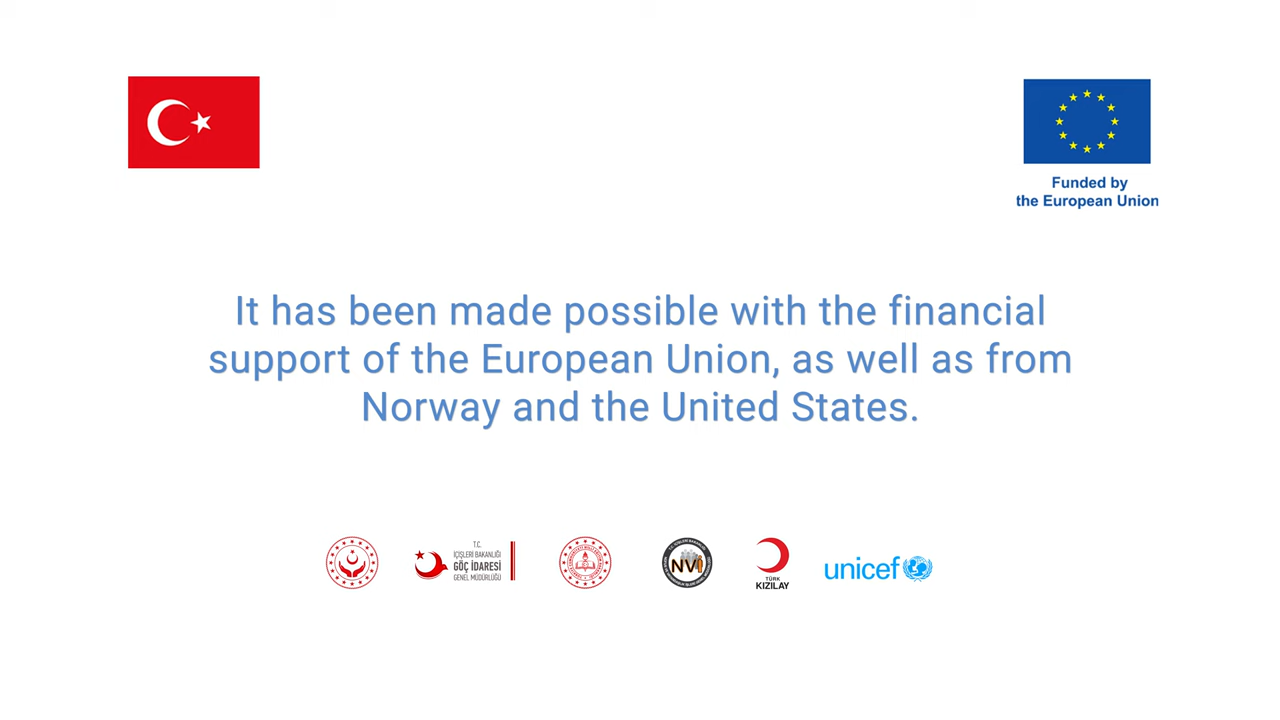 Funded by
the European Union
It has been made possible with the financial
support of the European Union, as well as from
Norway and the United States.
T.C.
İÇİŞLERİ BAKANLIĞI
GÖÇ İDARESİ
GENEL MÜDÜRLÜĞÜ
NVİ
TÜRK
KIZILAY
unicef